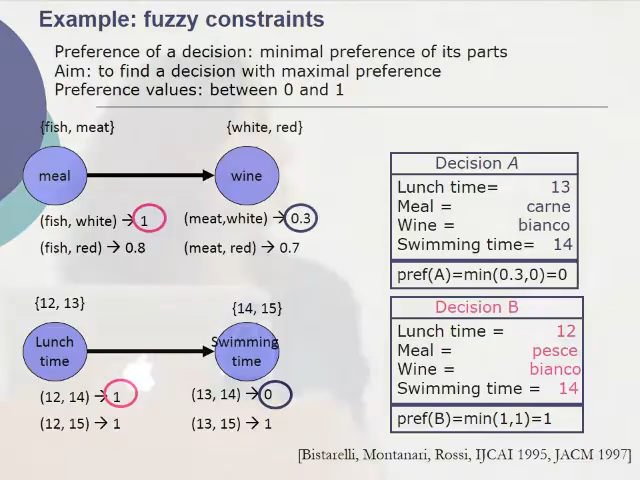 Example: fuzzy constraints
Preference of a decision: minimal preference of its parts
Aim: to find a decision with maximal preference
Preference values: between 0 and 1
{fish, meat}
{white, red}
meal
wine
(fish, white) → 1
(meat,white) → 0.3
(fish, red) → 0.8
(meat, red) → 0.7
{12, 13}
{14, 15}
Lunch
time
Swimming
time
(12, 14) → 1
(13, 14) → 0
(12, 15) → 1
(13, 15) → 1
Decision A
Lunch time= 13
Meal = carne
Wine = bianco
Swimming time= 14
pref(A)=min(0.3,0)=0
Decision B
Lunch time = 12
Meal = pesce
Wine = bianco
Swimming time = 14
pref(B)=min(1,1)=1
[Bistarelli, Montanari, Rossi, IJCAI 1995, JACM 1997]